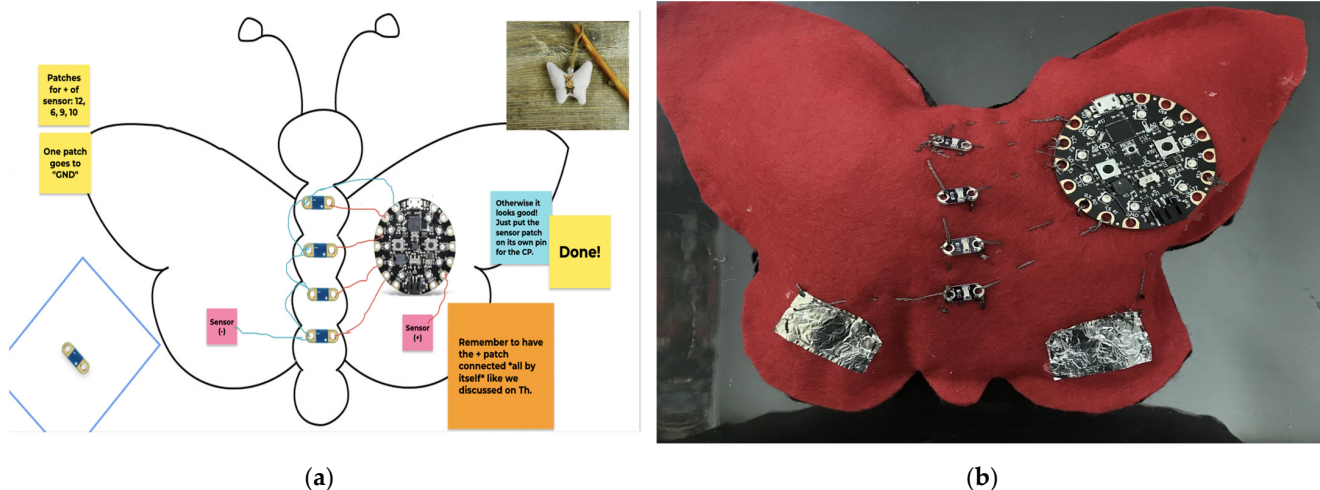 Patches
for + of
sensor: 12,
6, 9, 10
One patch
goes to
"GND"
Otherwise it
looks good!
Just put the
sensor patch
on its own pin
for the CP.
Done!
Sensor
(-)
Sensor
(+)
Remember to have
the + patch
connected *all by
itself* like we
discussed on Th.
(a)
(b)